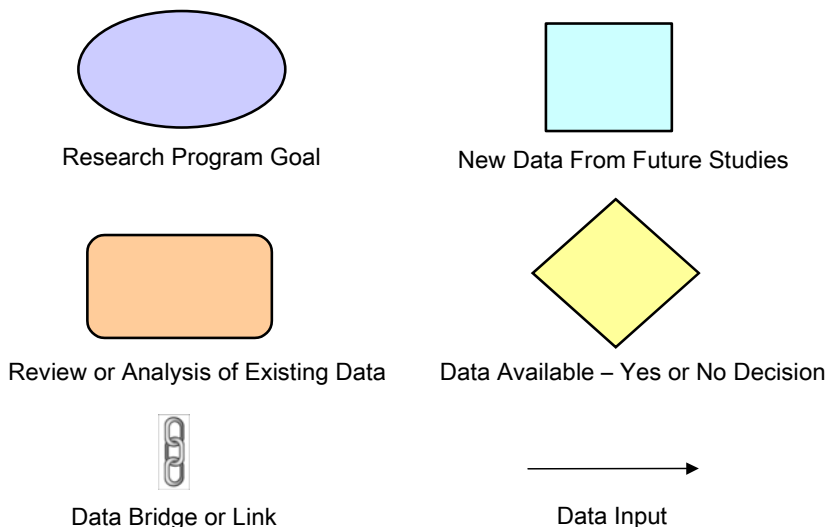 Research Program Goal
New Data From Future Studies
Review or Analysis of Existing Data
Data Available – Yes or No Decision
Data Bridge or Link
Data Input